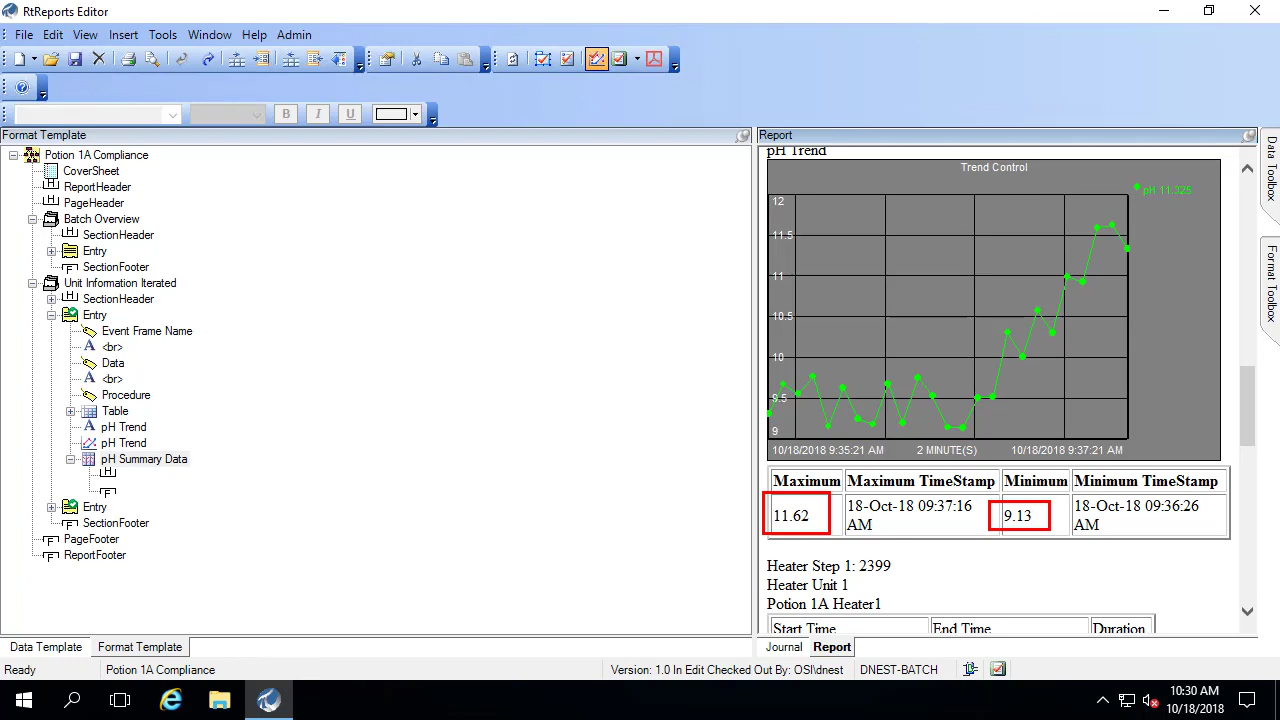 RtReports Editor
File Edit View Insert Tools Window Help Admin
B I U
Format Template
Potion 1A Compliance
CoverSheet
ReportHeader
PageHeader
Batch Overview
SectionHeader
Entry
SectionFooter
Unit Information Iterated
SectionHeader
Entry
Event Frame Name
<br>
Data
<br>
Procedure
Table
pH Trend
pH Trend
pH Summary Data
Entry
SectionFooter
PageFooter
ReportFooter
Data Template Format Template
Report
pH Trend
Trend Control
pH 11.325
12
11.5
11
10.5
10
9.5
9
10/18/2018 9:35:21 AM 2 MINUTE(S) 10/18/2018 9:37:21 AM
Maximum Maximum TimeStamp Minimum Minimum TimeStamp
11.62 18-Oct-18 09:37:16 AM 9.13 18-Oct-18 09:36:26 AM
Heater Step 1: 2399
Heater Unit 1
Potion 1A Heater1
Start Time End Time Duration
Journal Report
Data Toolbox
Format Toolbox
Ready Potion 1A Compliance Version: 1.0 In Edit Checked Out By: OSI\dnest DNEST-BATCH
10:30 AM
10/18/2018